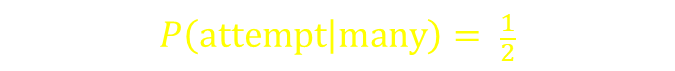 P(attempt|many) = 1/2